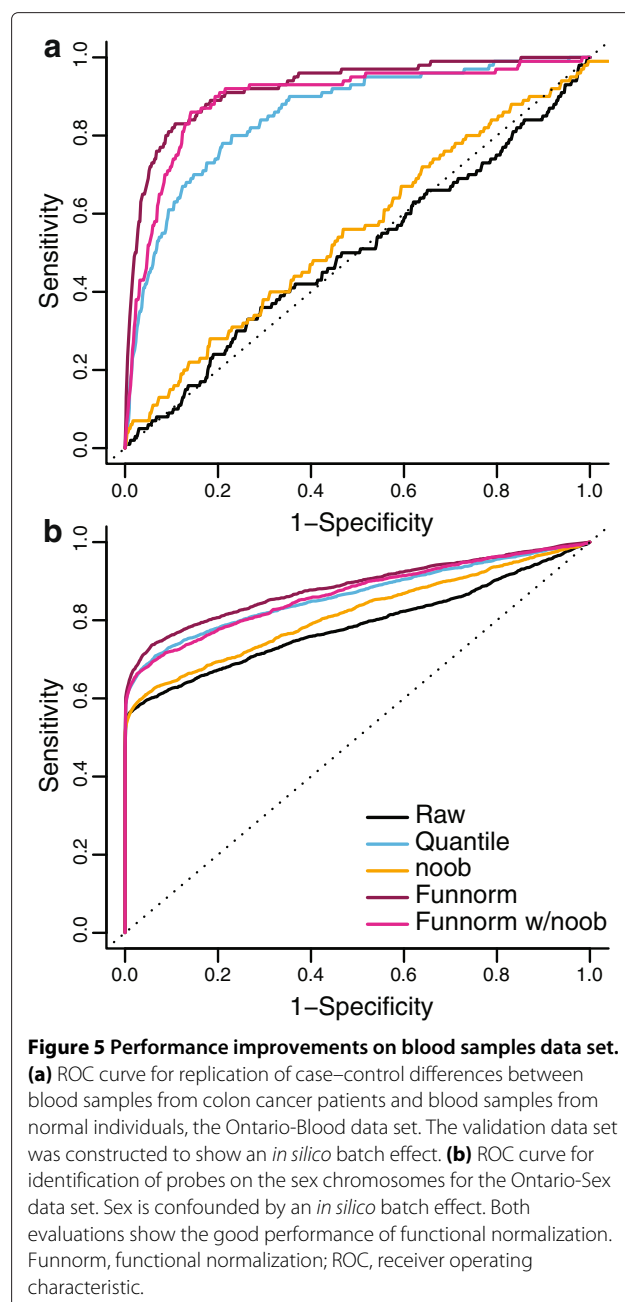 a
Sensitivity
1.0
0.8
0.6
0.4
0.2
0.0
0.0 0.2 0.4 0.6 0.8 1.0
1−Specificity
b
Sensitivity
1.0
0.8
0.6
0.4
0.2
0.0
Raw
Quantile
noob
Funnorm
Funnorm w/noob
0.0 0.2 0.4 0.6 0.8 1.0
1−Specificity
Figure 5 Performance improvements on blood samples data set.
(a) ROC curve for replication of case–control differences between
blood samples from colon cancer patients and blood samples from
normal individuals, the Ontario-Blood data set. The validation data set
was constructed to show an in silico batch effect. (b) ROC curve for
identification of probes on the sex chromosomes for the Ontario-Sex
data set. Sex is confounded by an in silico batch effect. Both
evaluations show the good performance of functional normalization.
Funnorm, functional normalization; ROC, receiver operating
characteristic.